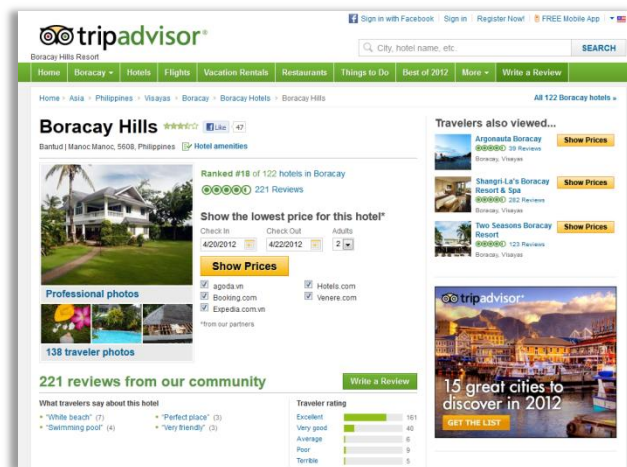 Sign in with Facebook Sign in Register Now! FREE Mobile App
tripadvisor®
Boracay Hills Resort
City, hotel name, etc. SEARCH
Home Boracay Hotels Flights Vacation Rentals Restaurants Things to Do Best of 2012 More Write a Review
Home › Asia › Philippines › Visayas › Boracay › Boracay Hotels › Boracay Hills
All 122 Boracay hotels »
Boracay Hills Like 47
Bantud | Manoc Manoc, 5608, Philippines Hotel amenities
Ranked #18 of 122 hotels in Boracay
221 Reviews
Show the lowest price for this hotel*
Check In Check Out Adults
4/20/2012 4/22/2012 2
Show Prices
agoda.vn Hotels.com
Booking.com Venere.com
Expedia.com.vn
*from our partners
Professional photos
138 traveler photos
Travelers also viewed...
Argonauta Boracay Show Prices
39 Reviews
Boracay, Visayas
Shangri-La's Boracay Resort & Spa Show Prices
282 Reviews
Boracay, Visayas
Two Seasons Boracay Resort Show Prices
123 Reviews
Boracay, Visayas
tripadvisor®
15 great cities to
discover in 2012
GET THE LIST
221 reviews from our community Write a Review
What travelers say about this hotel
• "White beach" (7) • "Perfect place" (3)
• "Swimming pool" (4) • "Very friendly" (3)
Traveler rating
Excellent 161
Very good 40
Average 6
Poor 9
Terrible 5